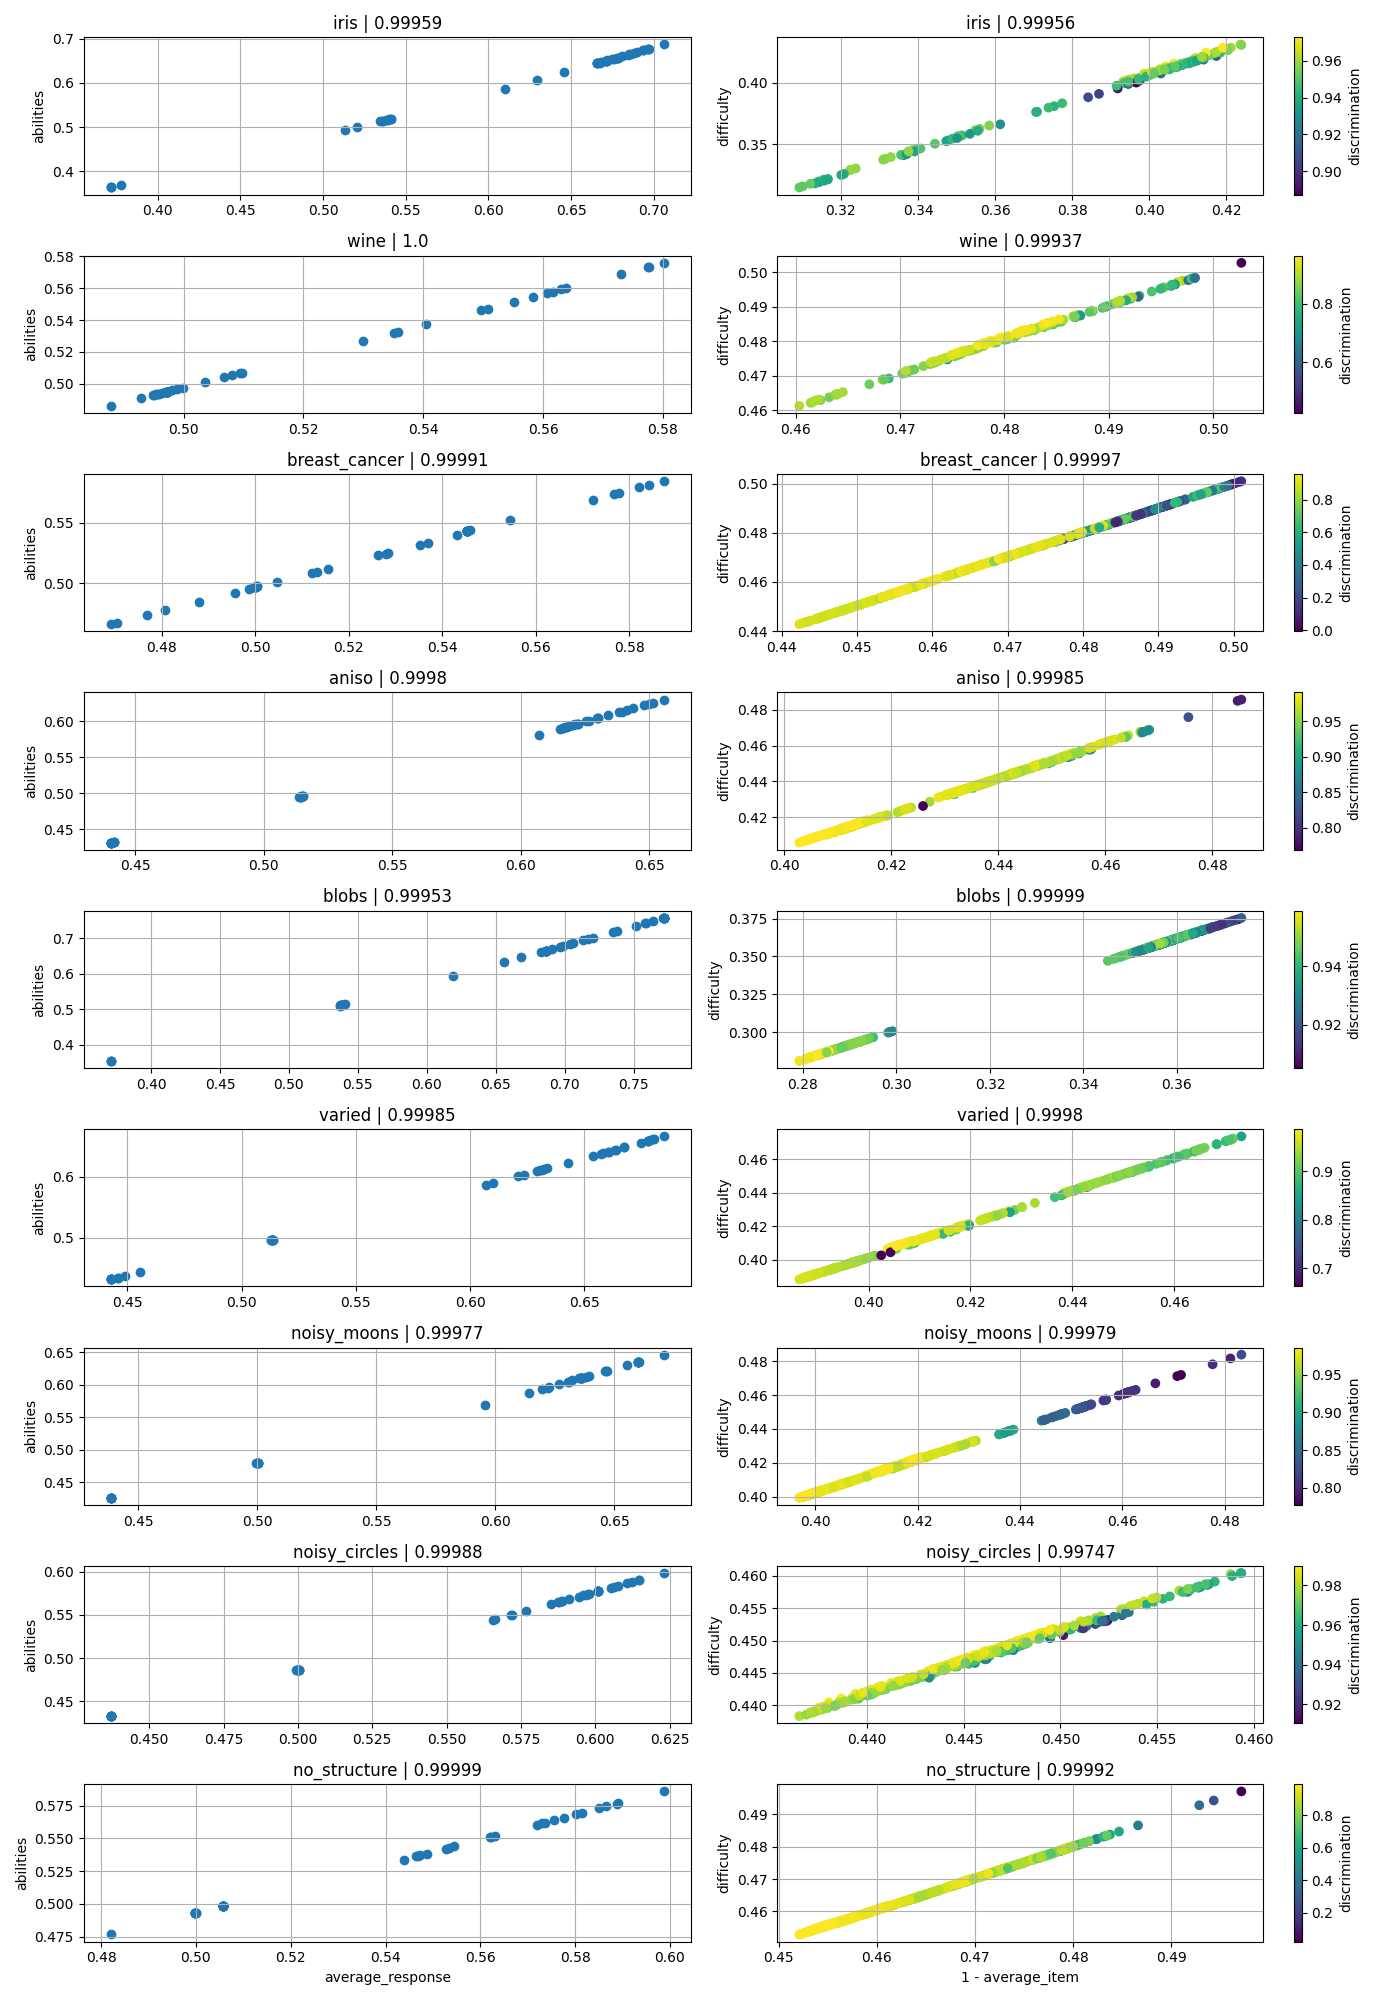 iris | 0.99959
abilities
0.7
0.6
0.5
0.4
0.40 0.45 0.50 0.55 0.60 0.65 0.70
iris | 0.99956
difficulty
0.40
0.35
0.32 0.34 0.36 0.38 0.40 0.42
0.96
0.94
0.92
0.90
discrimination
wine | 1.0
abilities
0.58
0.56
0.54
0.52
0.50
0.50 0.52 0.54 0.56 0.58
wine | 0.99937
difficulty
0.50
0.49
0.48
0.47
0.46
0.46 0.47 0.48 0.49 0.50
0.8
0.6
discrimination
breast_cancer | 0.99991
abilities
0.55
0.50
0.48 0.50 0.52 0.54 0.56 0.58
breast_cancer | 0.99997
difficulty
0.50
0.48
0.46
0.44
0.44 0.45 0.46 0.47 0.48 0.49 0.50
0.8
0.6
0.4
0.2
0.0
discrimination
aniso | 0.9998
abilities
0.60
0.55
0.50
0.45
0.45 0.50 0.55 0.60 0.65
aniso | 0.99985
difficulty
0.48
0.46
0.44
0.42
0.40 0.42 0.44 0.46 0.48
0.95
0.90
0.85
0.80
discrimination
blobs | 0.99953
abilities
0.7
0.6
0.5
0.4
0.40 0.45 0.50 0.55 0.60 0.65 0.70 0.75
blobs | 0.99999
difficulty
0.375
0.350
0.325
0.300
0.28 0.30 0.32 0.34 0.36
0.94
0.92
discrimination
varied | 0.99985
abilities
0.6
0.5
0.45 0.50 0.55 0.60 0.65
varied | 0.9998
difficulty
0.46
0.44
0.42
0.40
0.40 0.42 0.44 0.46
0.9
0.8
0.7
discrimination
noisy_moons | 0.99977
abilities
0.65
0.60
0.55
0.50
0.45
0.45 0.50 0.55 0.60 0.65
noisy_moons | 0.99979
difficulty
0.48
0.46
0.44
0.42
0.40
0.40 0.42 0.44 0.46 0.48
0.95
0.90
0.85
0.80
discrimination
noisy_circles | 0.99988
abilities
0.60
0.55
0.50
0.45
0.450 0.475 0.500 0.525 0.550 0.575 0.600 0.625
noisy_circles | 0.99747
difficulty
0.460
0.455
0.450
0.445
0.440
0.440 0.445 0.450 0.455 0.460
0.98
0.96
0.94
0.92
discrimination
no_structure | 0.99999
abilities
0.575
0.550
0.525
0.500
0.475
0.48 0.50 0.52 0.54 0.56 0.58 0.60
average_response
no_structure | 0.99992
difficulty
0.49
0.48
0.47
0.46
0.45 0.46 0.47 0.48 0.49
1 - average_item
0.8
0.6
0.4
0.2
discrimination